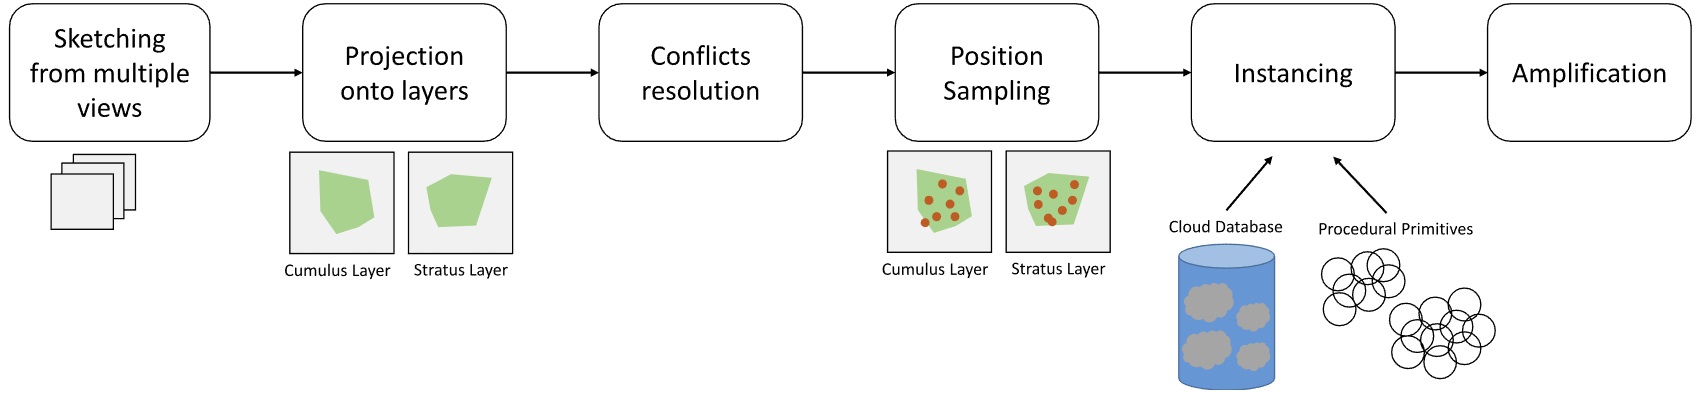 Sketching
from multiple
views
Projection
onto layers
Conflicts
resolution
Position
Sampling
Instancing
Amplification
Cumulus Layer
Stratus Layer
Cumulus Layer
Stratus Layer
Cloud Database
Procedural Primitives